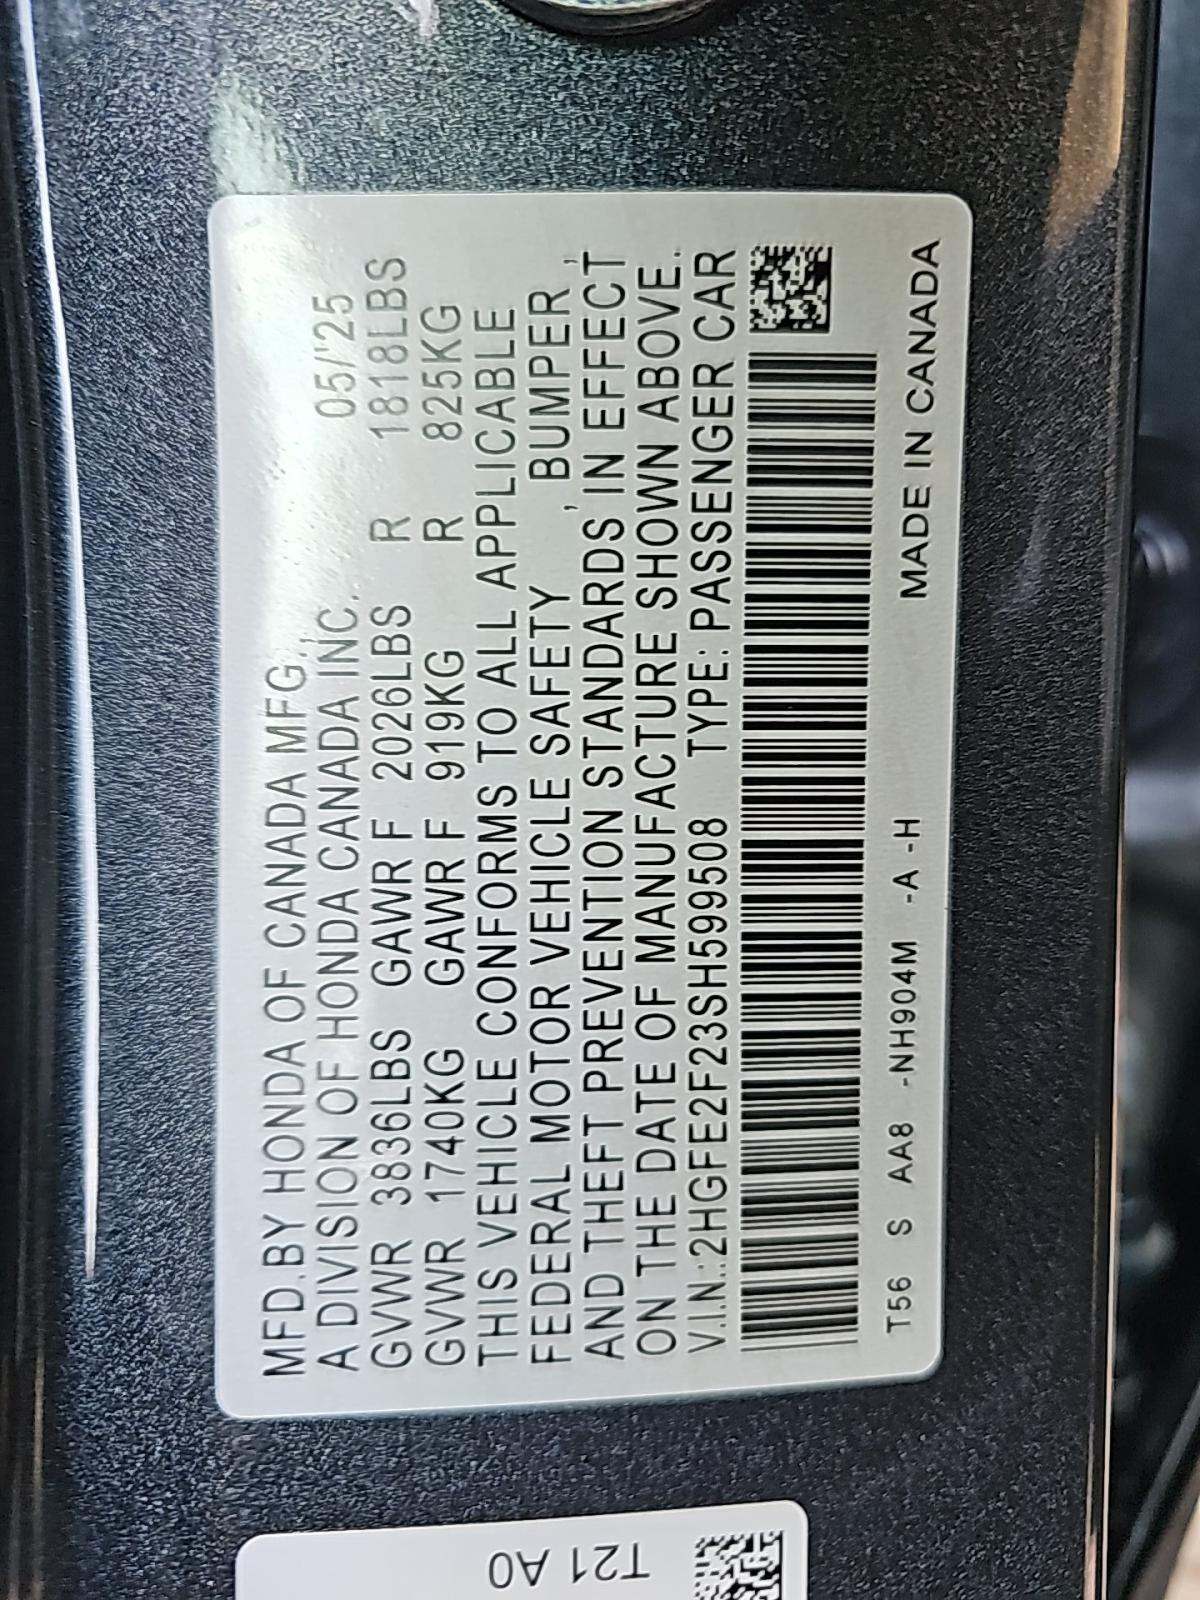 MFD.BY HONDA OF CANADA MFG.,
A DIVISION OF HONDA CANADA INC. 05/'25
GVWR 3836LBS GAWR F 2026LBS R 1818LBS
GVWR 1740KG GAWR F 919KG R 825KG
THIS VEHICLE CONFORMS TO ALL APPLICABLE
FEDERAL MOTOR VEHICLE SAFETY , BUMPER ,
AND THEFT PREVENTION STANDARDS IN EFFECT
ON THE DATE OF MANUFACTURE SHOWN ABOVE.
V.I.N.:2HGFE2F23SH599508 TYPE: PASSENGER CAR
T56 S AA8 -NH904M -A -H MADE IN CANADA
T21 A0